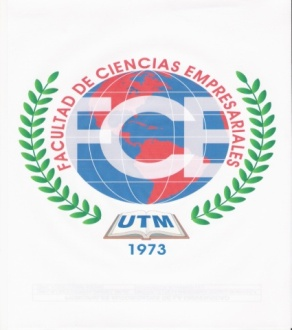 FACULTAD DE CIENCIAS EMPRESARIALES
FCE
UTM
1973